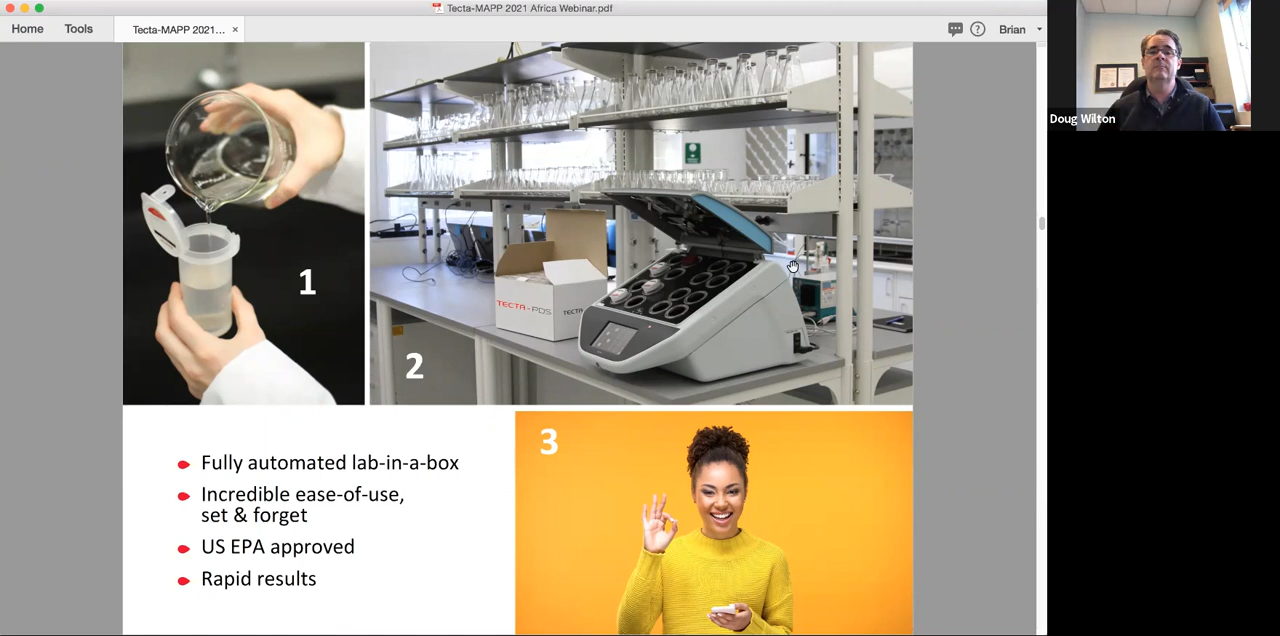 Tecta-MAPP 2021 Africa Webinar.pdf
Home
Tools
Tecta-MAPP 2021...
×
?
Brian
Doug Wilton
1
2
TECTA-PDS
TECTA
3
Fully automated lab-in-a-box
Incredible ease-of-use,
set & forget
US EPA approved
Rapid results